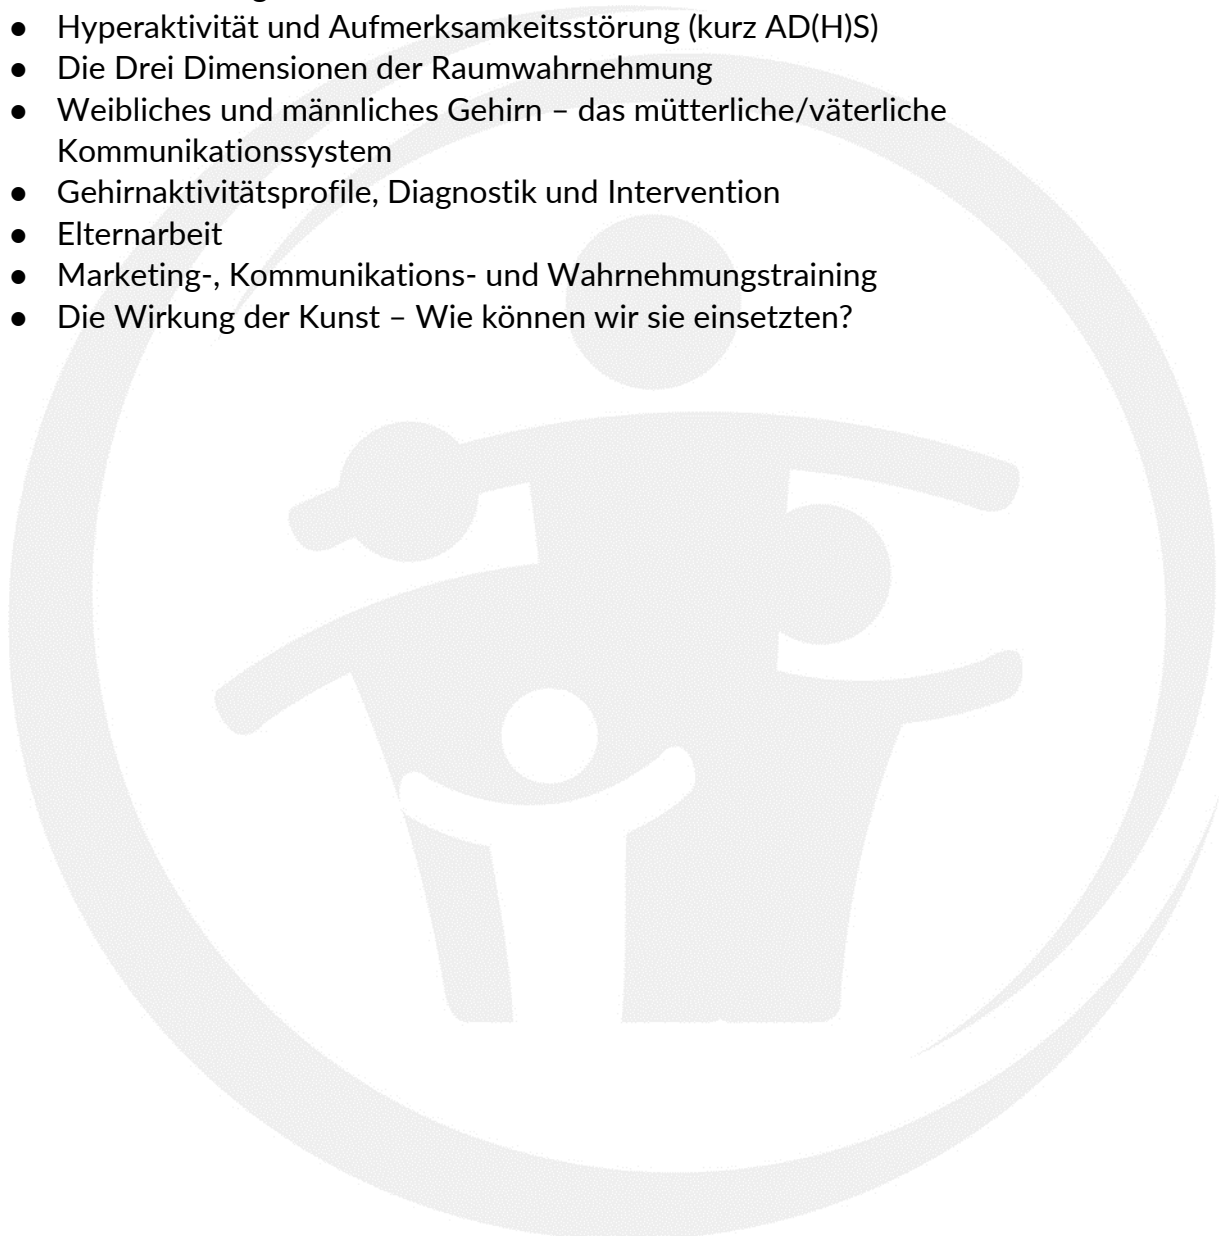 ● Hyperaktivität und Aufmerksamkeitsstörung (kurz AD(H)S)
● Die Drei Dimensionen der Raumwahrnehmung
● Weibliches und männliches Gehirn – das mütterliche/väterliche
Kommunikationssystem
● Gehirnaktivitätsprofile, Diagnostik und Intervention
● Elternarbeit
● Marketing-, Kommunikations- und Wahrnehmungstraining
● Die Wirkung der Kunst – Wie können wir sie einsetzten?